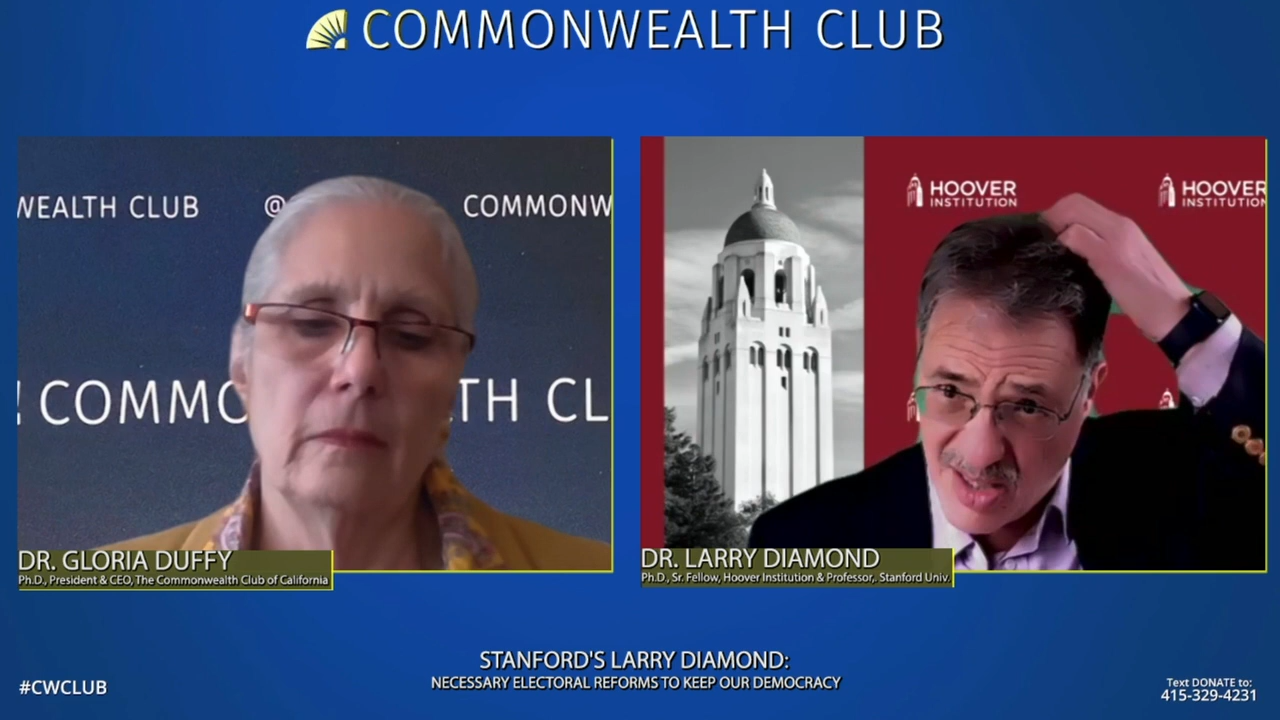 COMMONWEALTH CLUB
WEALTH CLUB @ COMMONW
COMMO TH CL
HOOVER
INSTITUTION
HOOVER
INSTITUTION
DR. GLORIA DUFFY
Ph.D., President & CEO, The Commonwealth Club of California
DR. LARRY DIAMOND
Ph.D., Sr. Fellow, Hoover Institution & Professor,. Stanford Univ.
STANFORD'S LARRY DIAMOND:
NECESSARY ELECTORAL REFORMS TO KEEP OUR DEMOCRACY
#CWCLUB
Text DONATE to:
415-329-4231